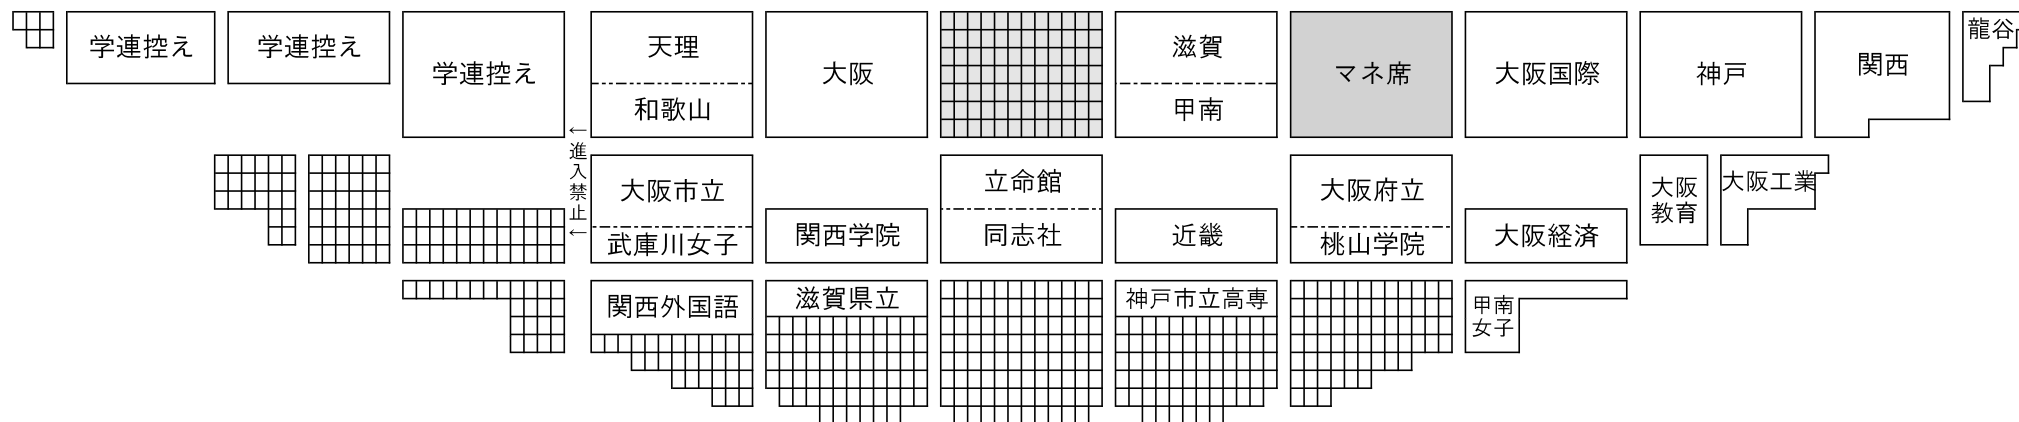 学連控え
学連控え
学連控え
天理
和歌山
大阪
滋賀
甲南
マネ席
大阪国際
神戸
関西
龍谷
←進入禁止←
大阪市立
武庫川女子
関西学院
立命館
同志社
近畿
大阪府立
桃山学院
大阪経済
大阪
教育
大阪工業
関西外国語
滋賀県立
神戸市立高専
甲南
女子